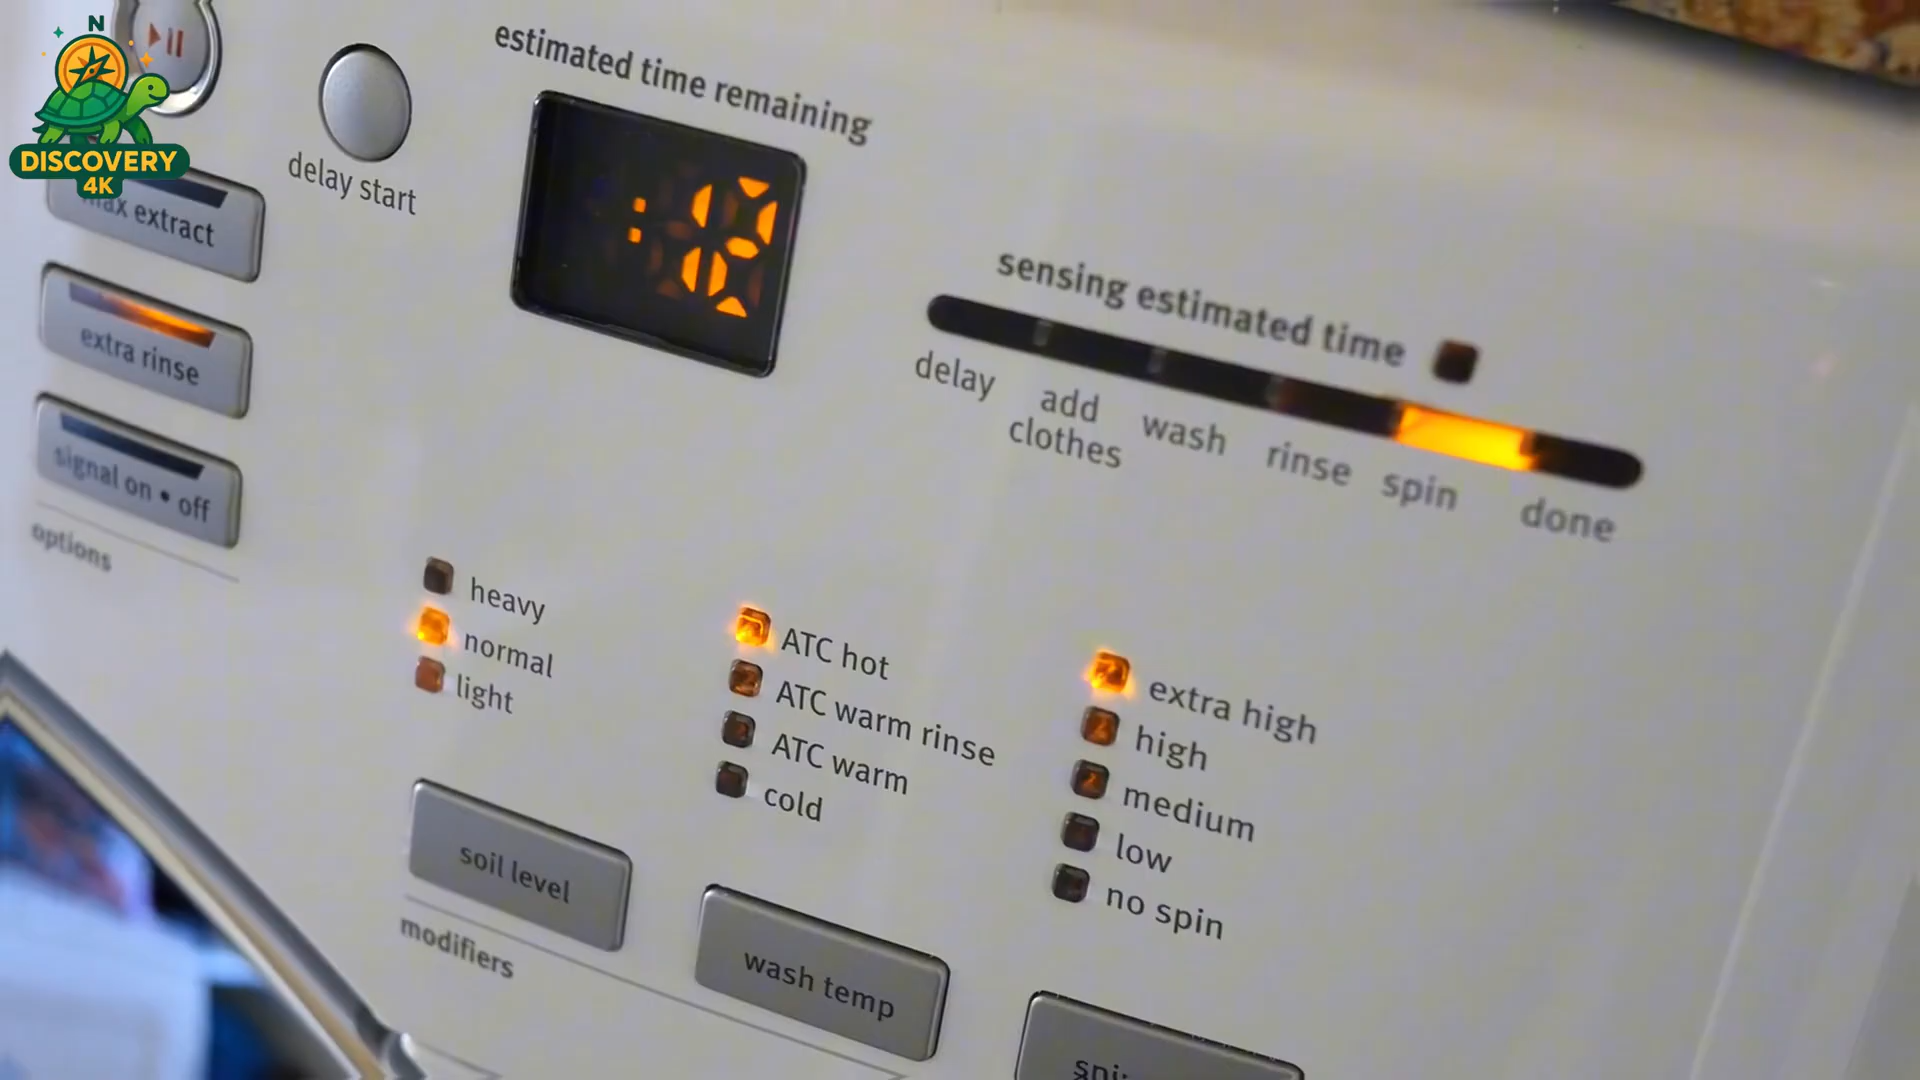 N
DISCOVERY
4K
delay start
estimated time remaining
:12
max extract
extra rinse
signal on • off
options
sensing estimated time
delay
add
clothes
wash
rinse
spin
done
heavy
normal
light
soil level
modifiers
ATC hot
ATC warm rinse
ATC warm
cold
wash temp
extra high
high
medium
low
no spin